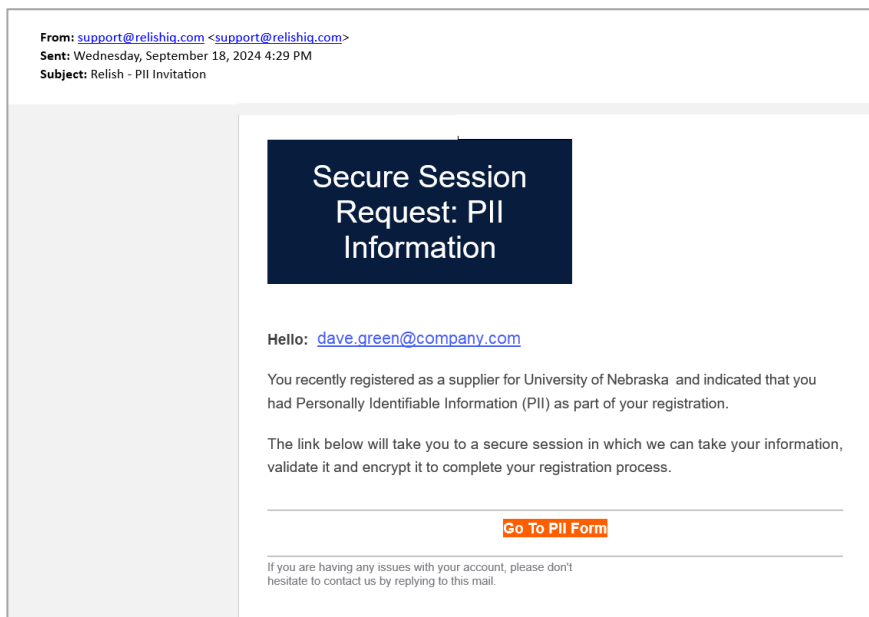 From: support@relishiq.com <support@relishiq.com>
Sent: Wednesday, September 18, 2024 4:29 PM
Subject: Relish - PII Invitation
Secure Session
Request: PII
Information
Hello: dave.green@company.com
You recently registered as a supplier for University of Nebraska and indicated that you
had Personally Identifiable Information (PII) as part of your registration.
The link below will take you to a secure session in which we can take your information,
validate it and encrypt it to complete your registration process.
Go To PII Form
If you are having any issues with your account, please don't
hesitate to contact us by replying to this mail.